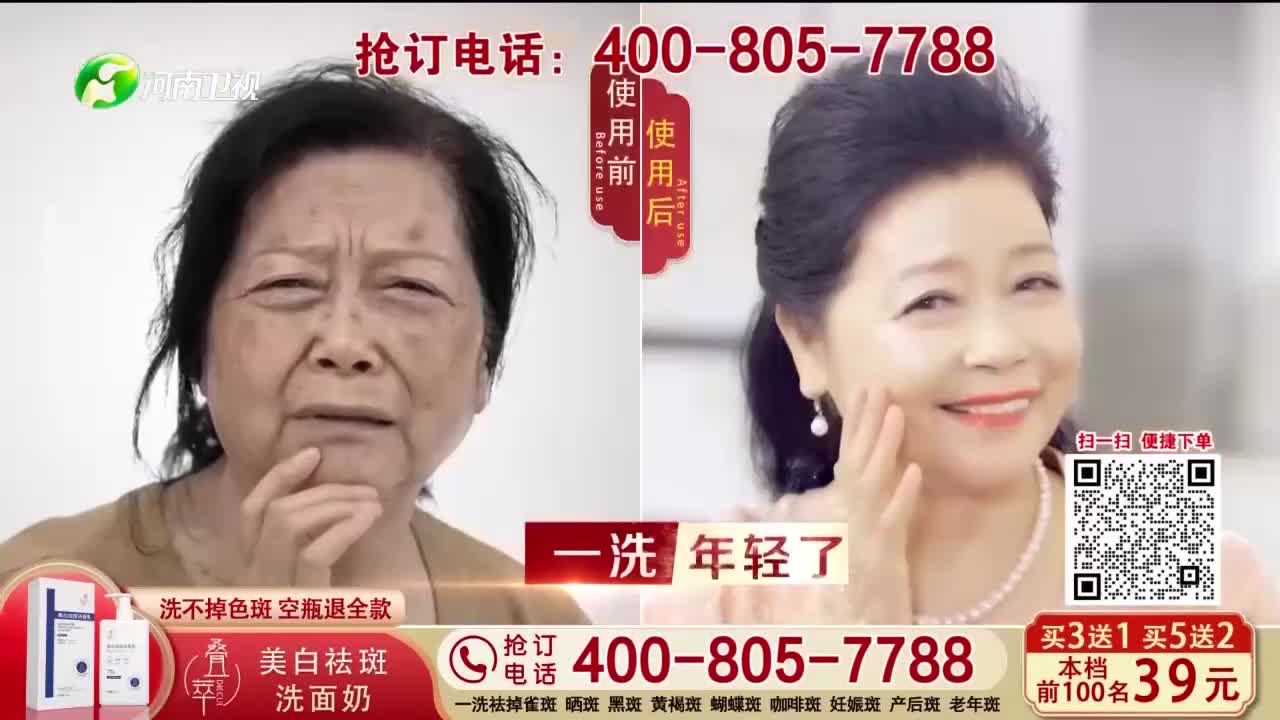 抢订电话：400-805-7788
河南卫视
使用前
Before use
使用后
After use
扫一扫 便捷下单
一洗 年轻了
洗不掉色斑 空瓶退全款
叠萃
美白祛斑
洗面奶
抢订
电话
400-805-7788
一洗祛掉雀斑 晒斑 黑斑 黄褐斑 蝴蝶斑 咖啡斑 妊娠斑 产后斑 老年斑
买3送1 买5送2
本档
前100名
39元